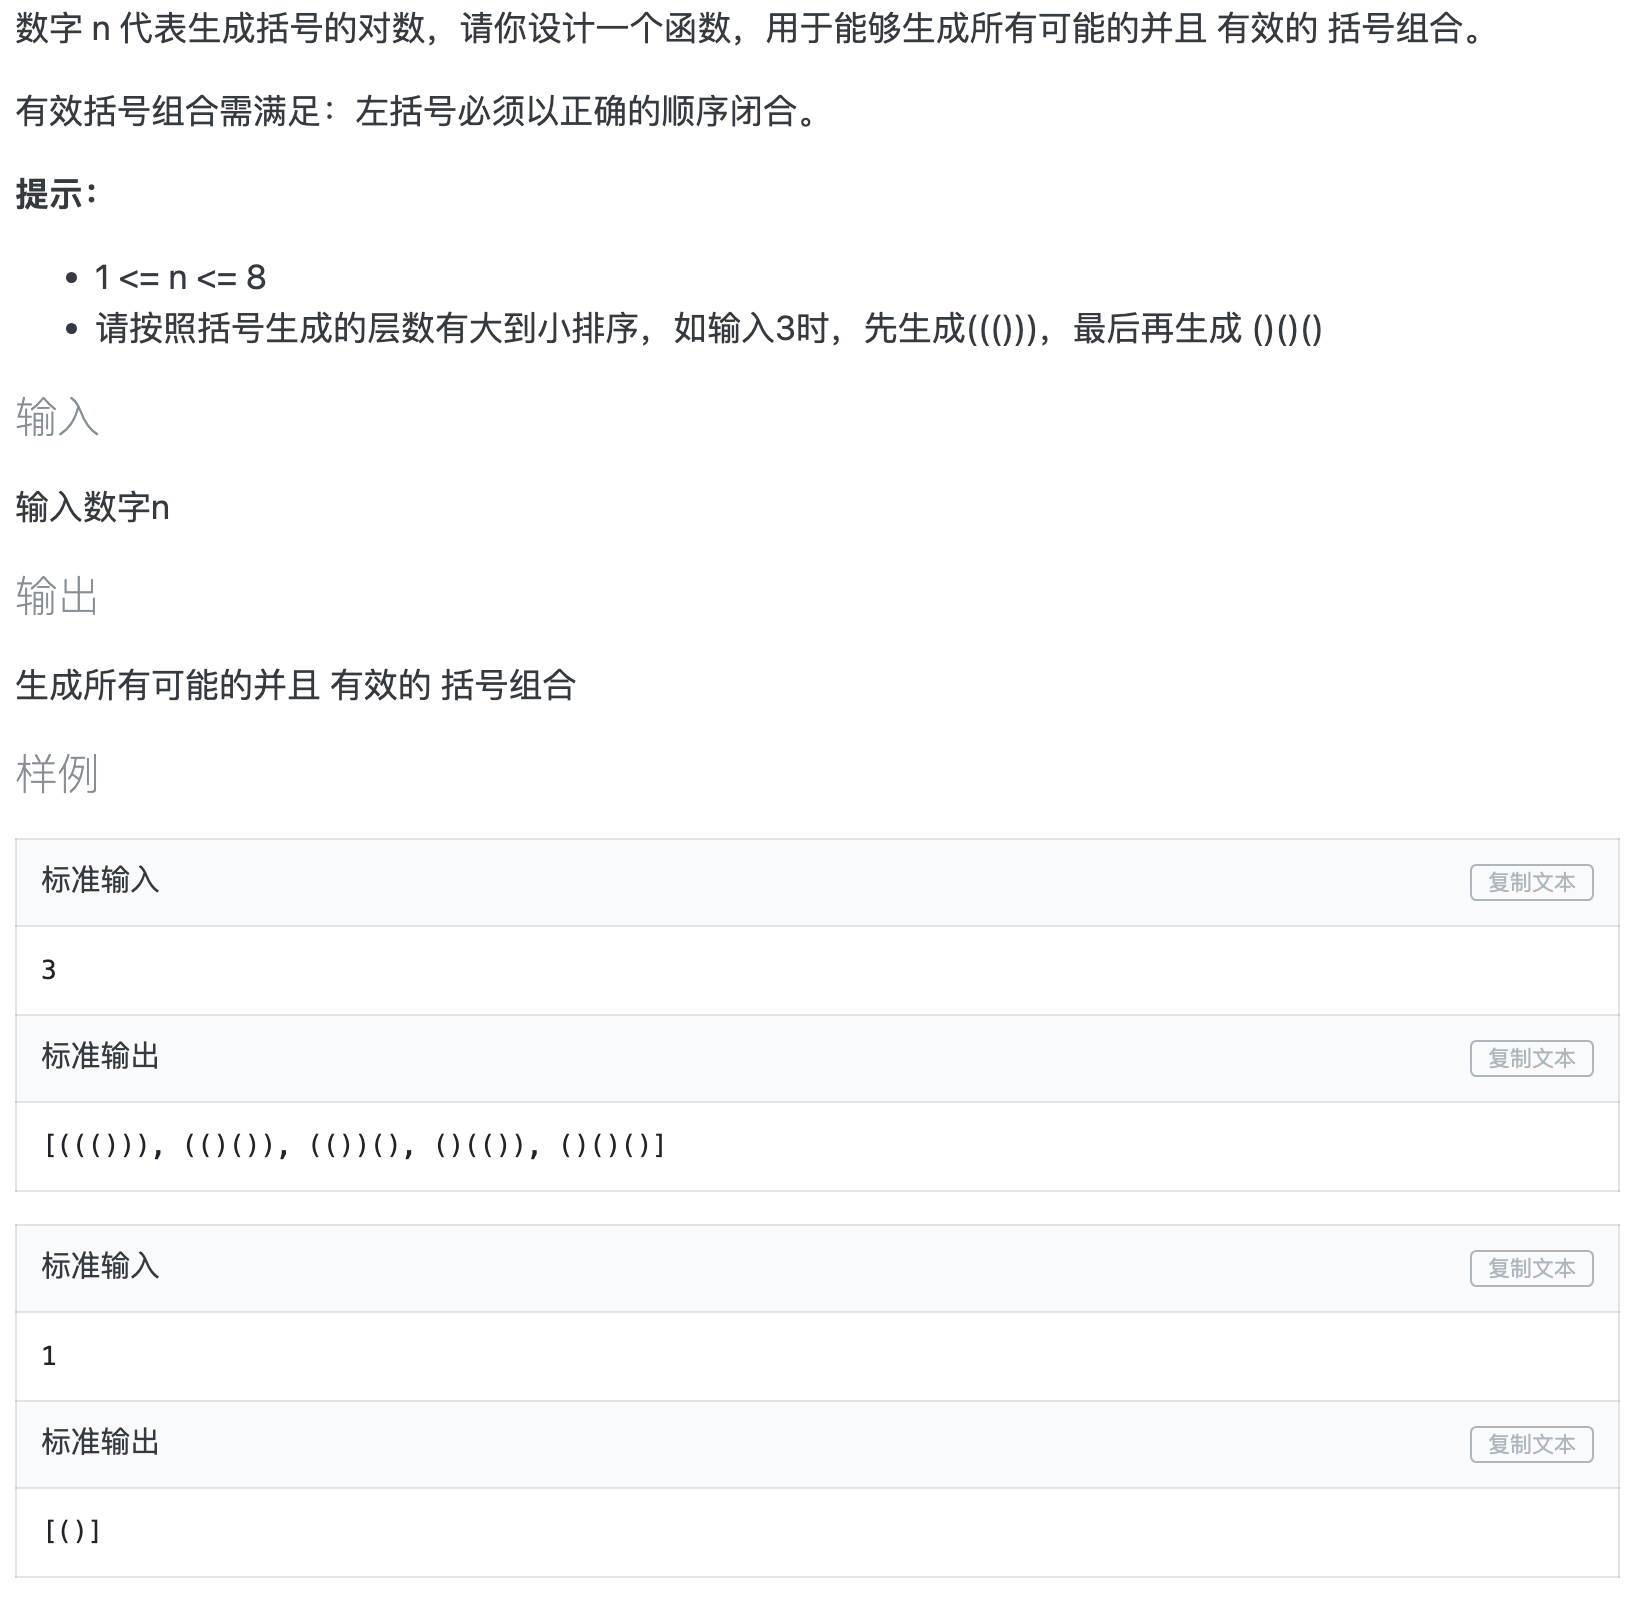 数字 n 代表生成括号的对数，请你设计一个函数，用于能够生成所有可能的并且 有效的 括号组合。
有效括号组合需满足：左括号必须以正确的顺序闭合。
提示：
• 1 <= n <= 8
• 请按照括号生成的层数有大到小排序，如输入3时，先生成((()))，最后再生成 ()()()
输入
输入数字n
输出
生成所有可能的并且 有效的 括号组合
样例
标准输入 复制文本
3
标准输出 复制文本
[((())), (()()), (())(), ()(()), ()()()]
标准输入 复制文本
1
标准输出 复制文本
[()]